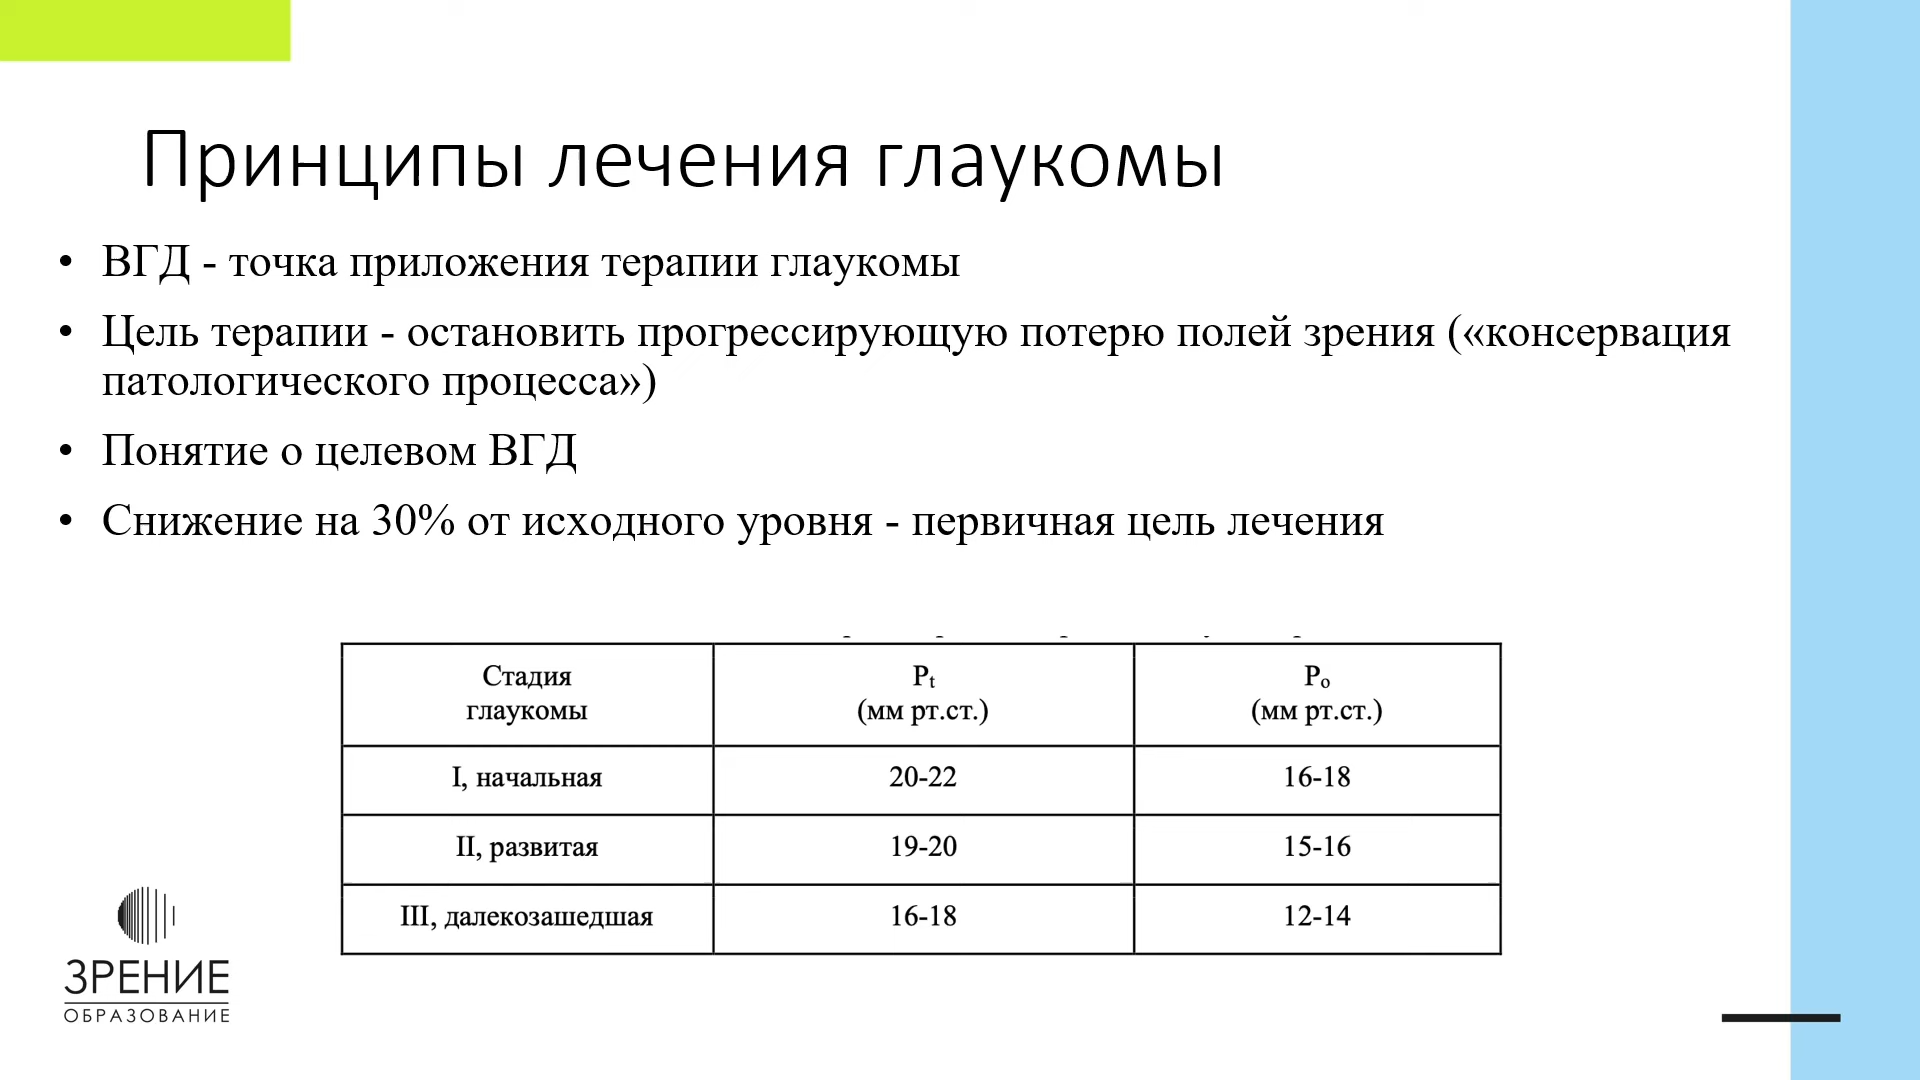 Принципы лечения глаукомы
• ВГД - точка приложения терапии глаукомы
• Цель терапии - остановить прогрессирующую потерю полей зрения («консервация
патологического процесса»)
• Понятие о целевом ВГД
• Снижение на 30% от исходного уровня - первичная цель лечения
Стадия глаукомы
Pt (мм рт.ст.)
Po (мм рт.ст.)
I, начальная 20-22 16-18
II, развитая 19-20 15-16
III, далекозашедшая 16-18 12-14
ЗРЕНИЕ
ОБРАЗОВАНИЕ